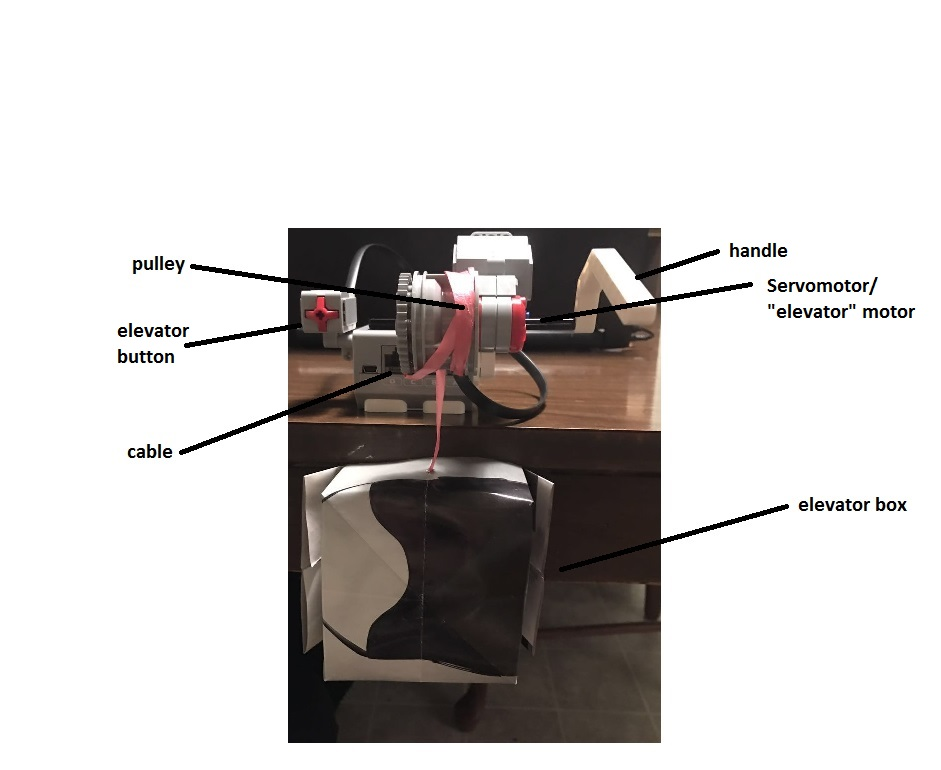 pulley
handle
Servomotor/
"elevator" motor
elevator
button
cable
elevator box